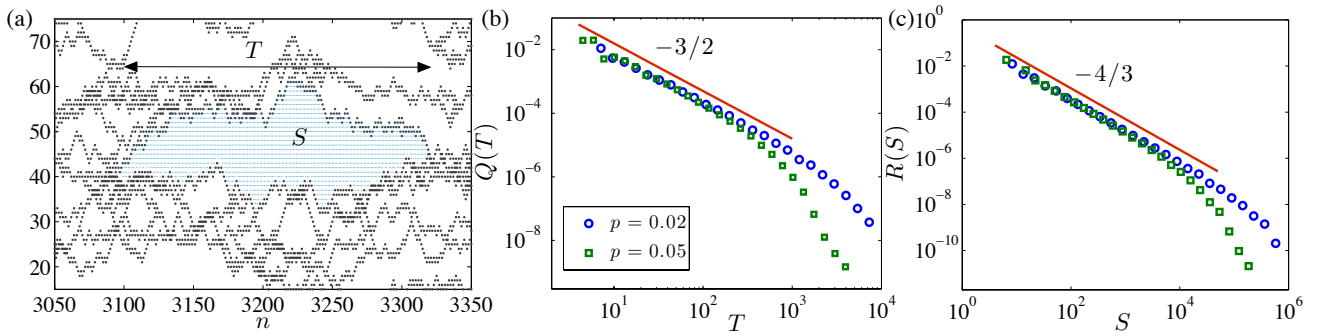 (a)
70
60
50
40
30
20
T
S
3050 3100 3150 3200 3250 3300 3350
n
(b)
10^-2
10^-4
10^-6
10^-8
Q(T)
−3/2
p = 0.02
p = 0.05
10^1 10^2 10^3 10^4
T
(c)
10^0
10^-2
10^-4
10^-6
10^-8
10^-10
R(S)
−4/3
10^0 10^2 10^4 10^6
S